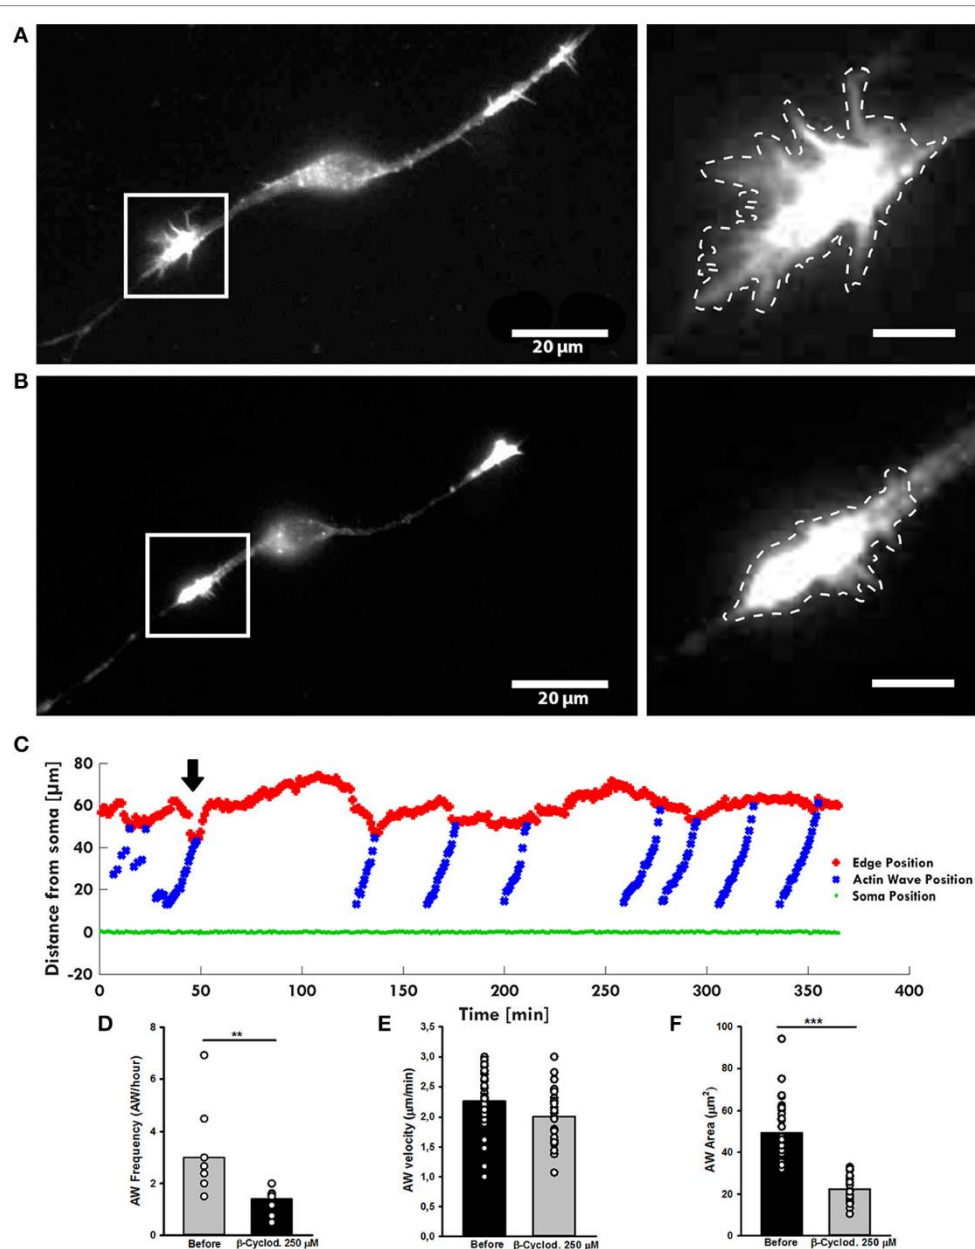 A
20 µm
B
20 µm
C
Distance from soma [µm]
80
60
40
20
0
-20
0
50
100
150
200
250
300
350
400
Time [min]
Edge Position
Actin Wave Position
Soma Position
D
AW Frequency (AW/hour)
8
6
4
2
0
**
Before
β-Cyclod. 250 µM
E
AW velocity (µm/min)
3,5
3,0
2,5
2,0
1,5
1,0
0,5
0,0
Before
β-Cyclod. 250 µM
F
AW Area (µm²)
100
80
60
40
20
0
***
Before
β-Cyclod. 250 µM